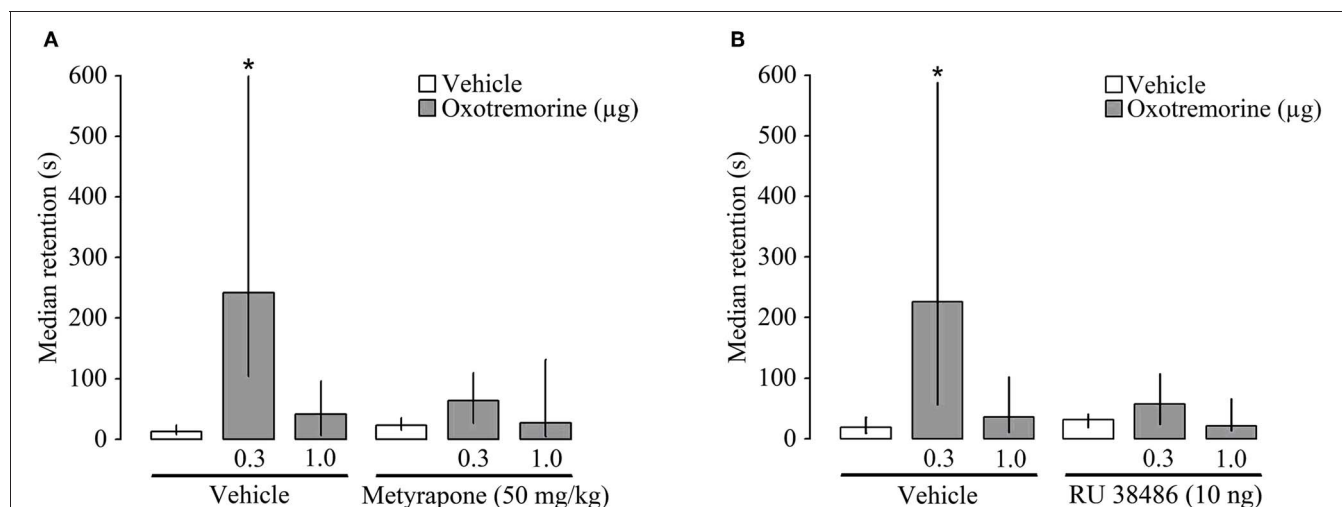 A
*
Median retention (s)
600
500
400
300
200
100
0
Vehicle
Oxotremorine (µg)
0.3 1.0 0.3 1.0
Vehicle Metyrapone (50 mg/kg)
B
*
Median retention (s)
600
500
400
300
200
100
0
Vehicle
Oxotremorine (µg)
0.3 1.0 0.3 1.0
Vehicle RU 38486 (10 ng)